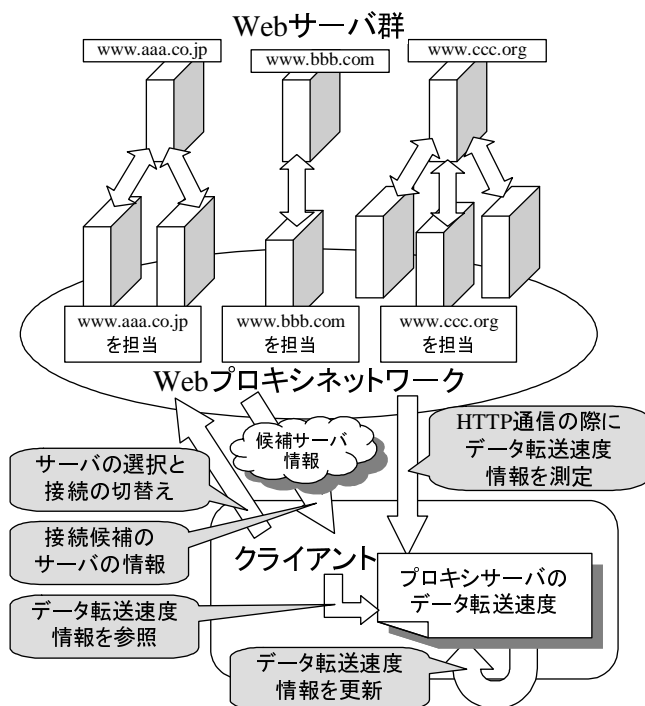 Webサーバ群
www.aaa.co.jp
www.bbb.com
www.ccc.org
www.aaa.co.jp
を担当
www.bbb.com
を担当
www.ccc.org
を担当
Webプロキシネットワーク
候補サーバ
情報
HTTP通信の際に
データ転送速度
情報を測定
サーバの選択と
接続の切替え
接続候補の
サーバの情報
クライアント
プロキシサーバの
データ転送速度
データ転送速度
情報を参照
データ転送速度
情報を更新